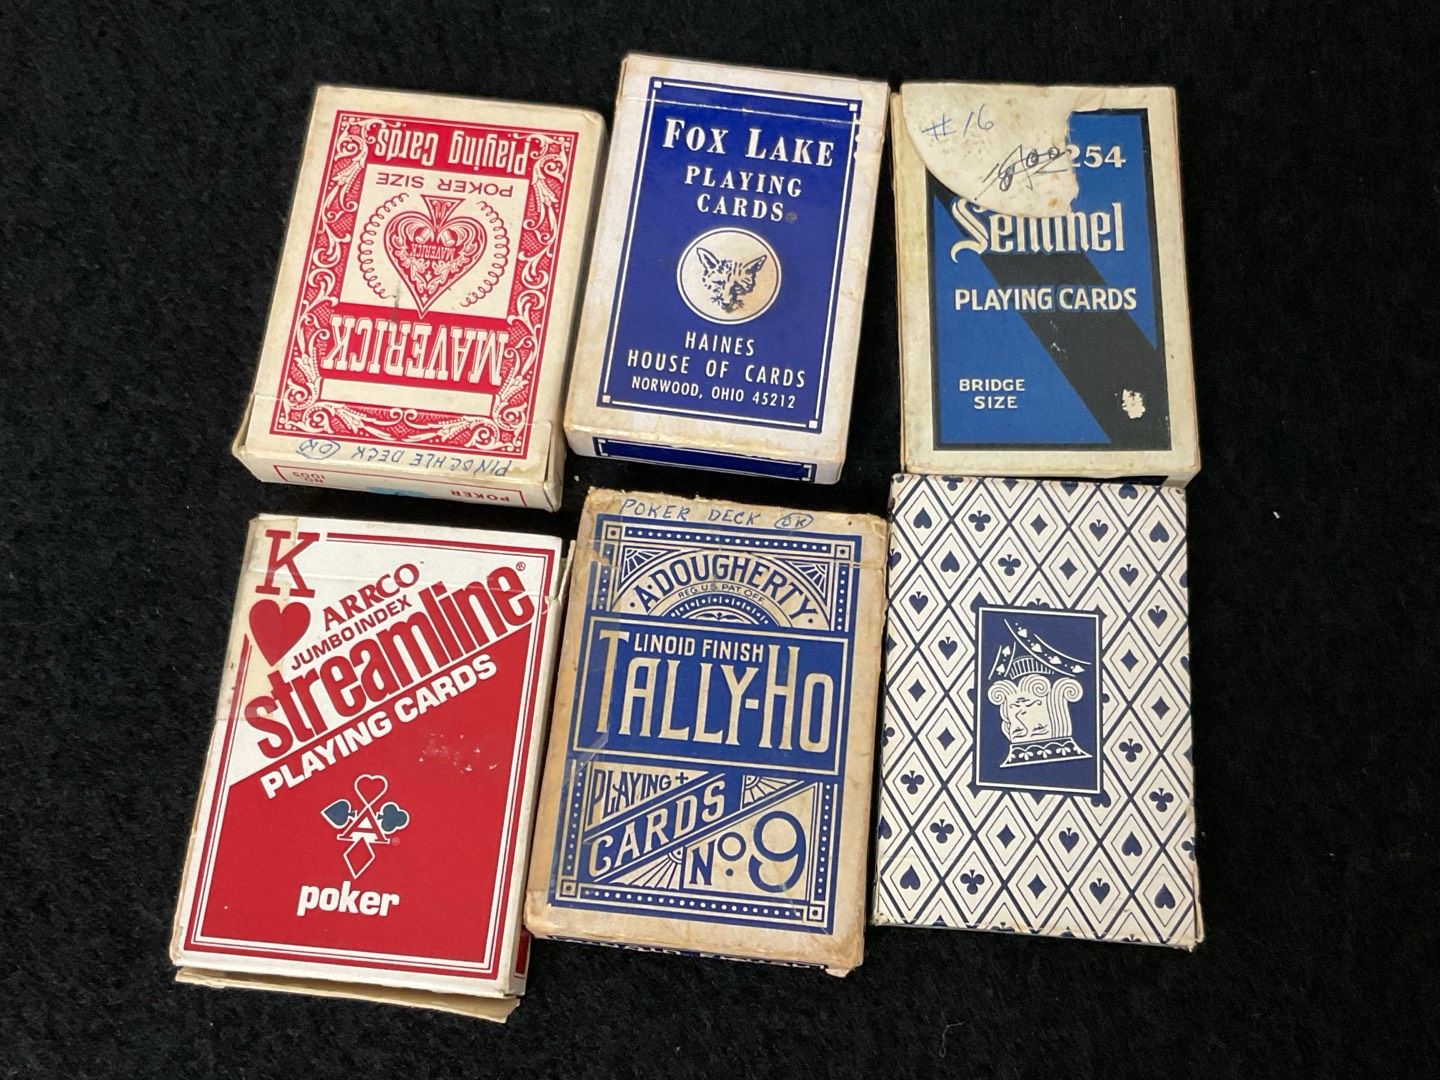 Playing Cards
POKER SIZE
MAVERICK
MAVERICK
PINOCHLE DECK OK
POKER
NO. 1005
FOX LAKE
PLAYING
CARDS
HAINES
HOUSE OF CARDS
NORWOOD, OHIO 45212
#16
254
Sentinel
PLAYING CARDS
BRIDGE
SIZE
K
ARRCO
JUMBO INDEX
streamline®
PLAYING CARDS
A
poker
POKER DECK OK
A·DOUGHERTY
REG. U.S. PAT. OFF.
LINOID FINISH
TALLY-HO
PLAYING
CARDS
No. 9